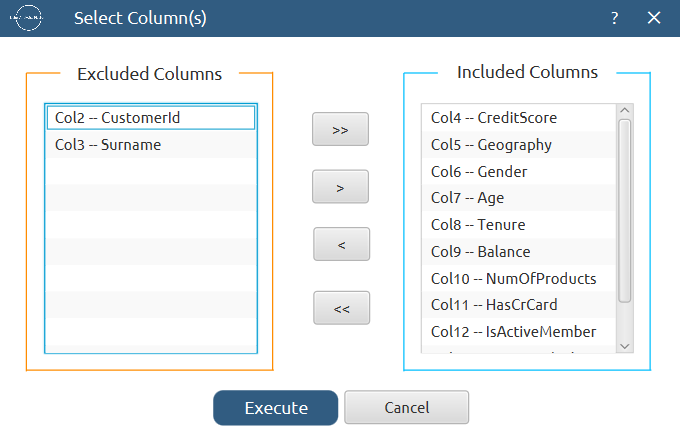 Select Column(s)
?
Excluded Columns
Included Columns
Col2 -- CustomerId
Col3 -- Surname
>>
>
<
<<
Col4 -- CreditScore
Col5 -- Geography
Col6 -- Gender
Col7 -- Age
Col8 -- Tenure
Col9 -- Balance
Col10 -- NumOfProducts
Col11 -- HasCrCard
Col12 -- IsActiveMember
Execute
Cancel